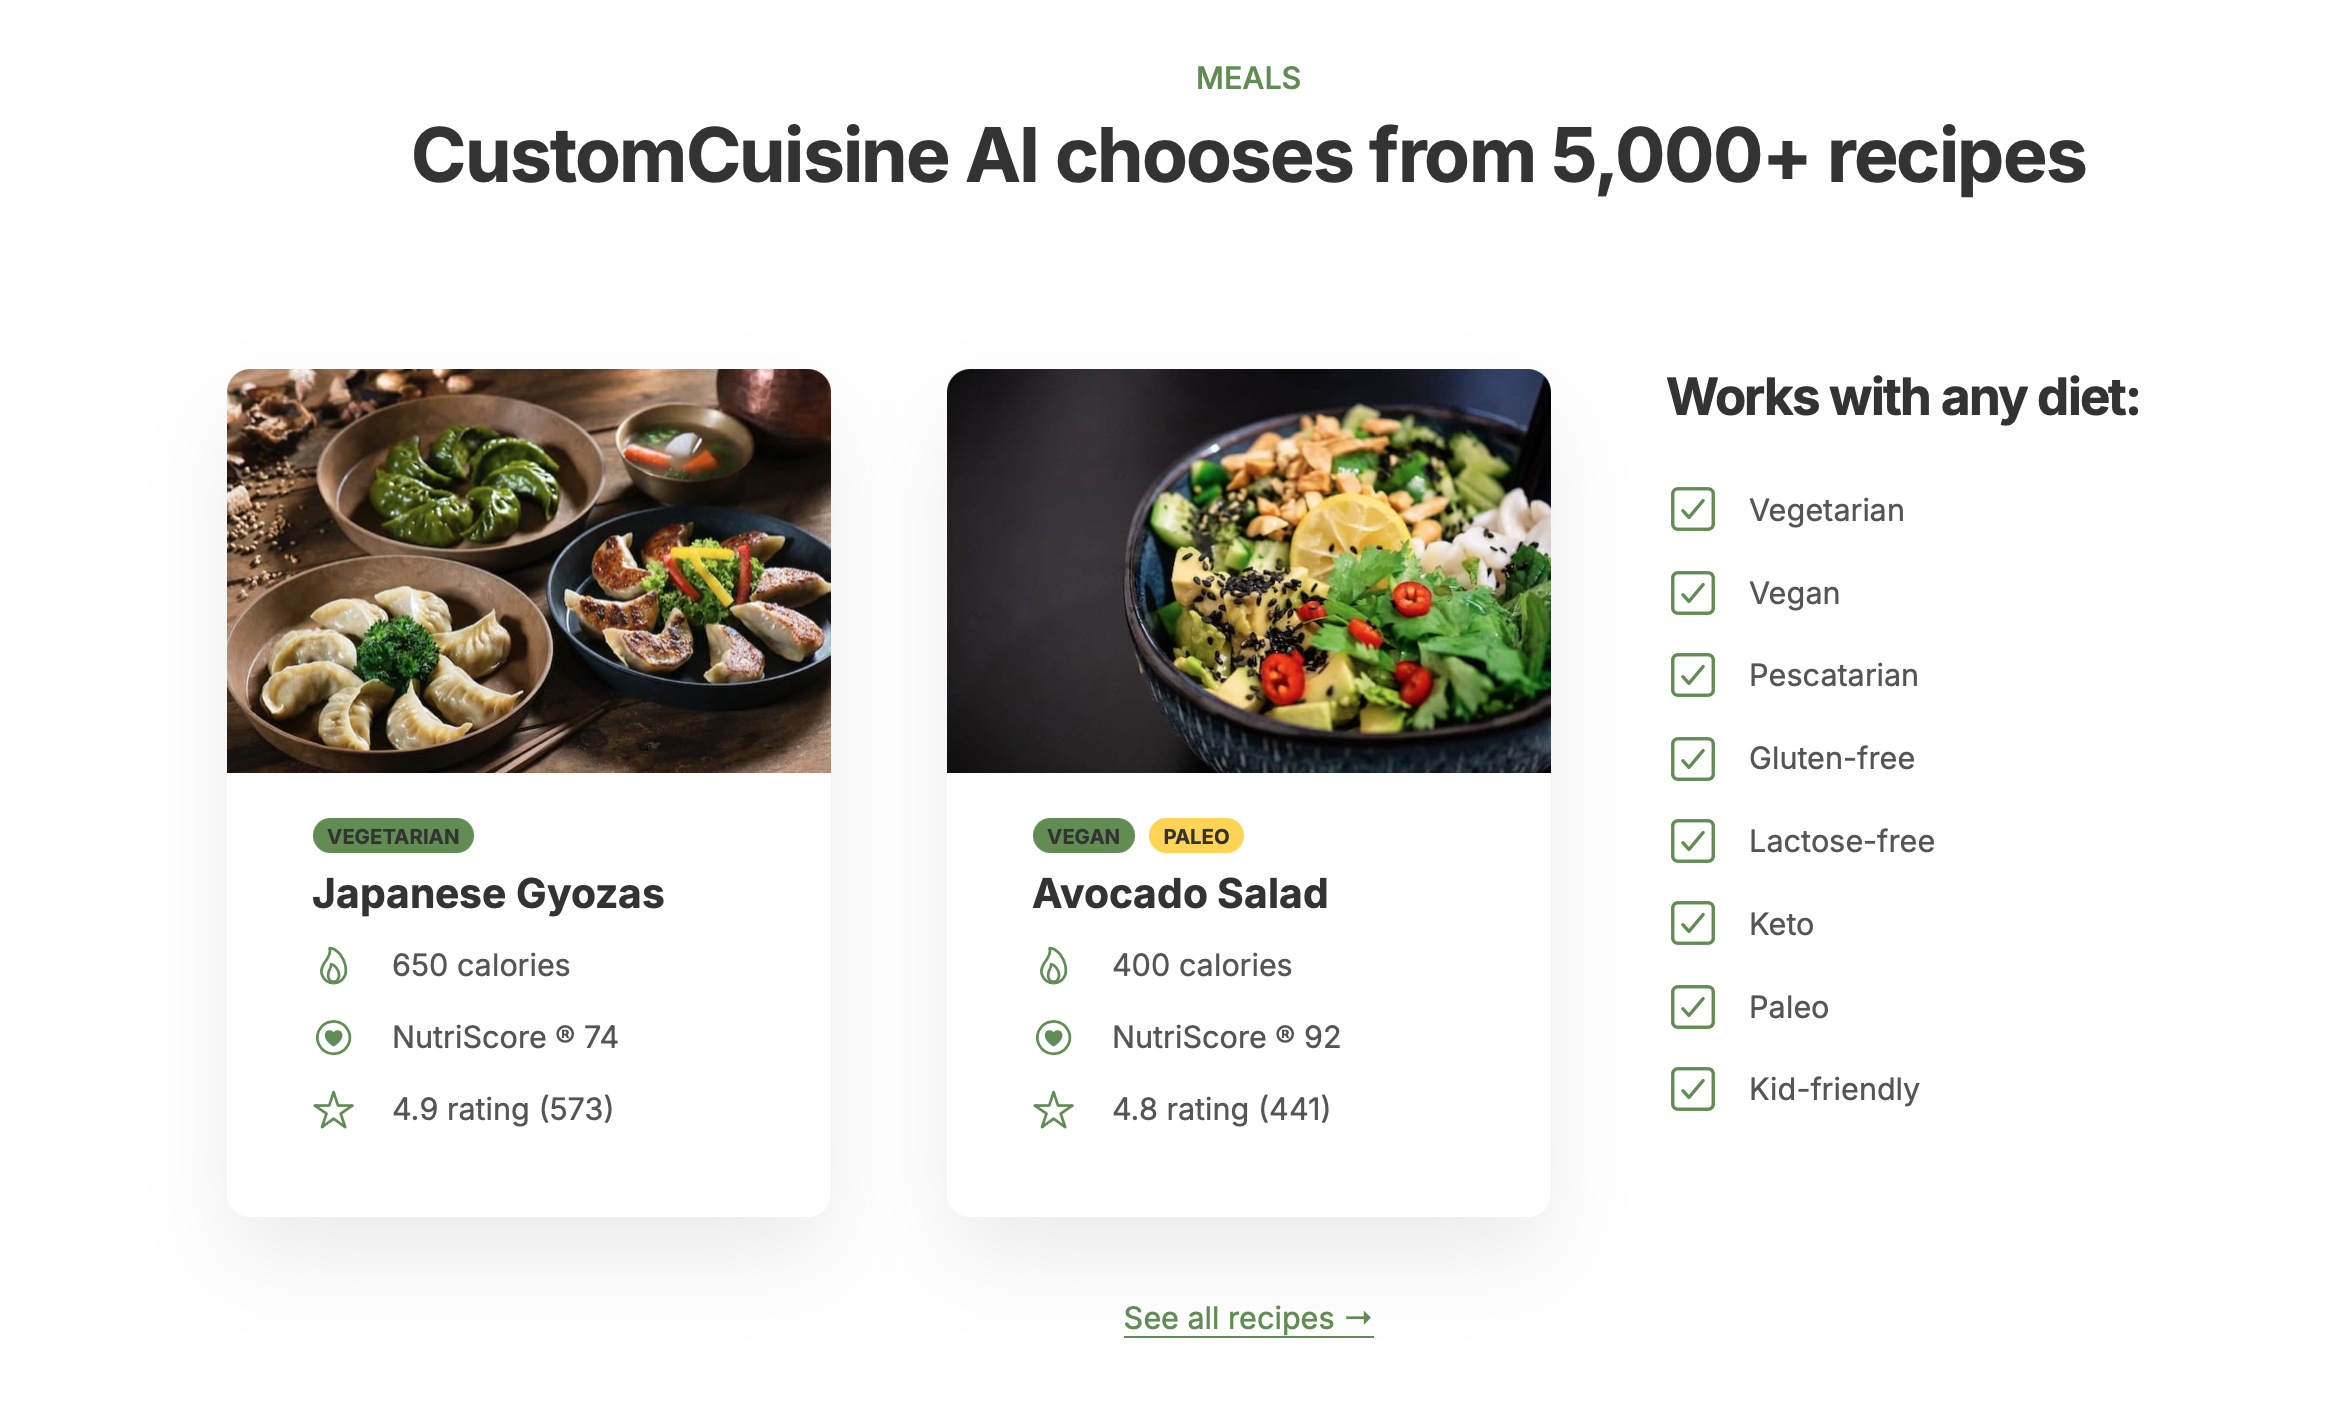 MEALS
CustomCuisine AI chooses from 5,000+ recipes
VEGETARIAN
Japanese Gyozas
650 calories
NutriScore ® 74
4.9 rating (573)
VEGAN PALEO
Avocado Salad
400 calories
NutriScore ® 92
4.8 rating (441)
Works with any diet:
Vegetarian
Vegan
Pescatarian
Gluten-free
Lactose-free
Keto
Paleo
Kid-friendly
See all recipes →